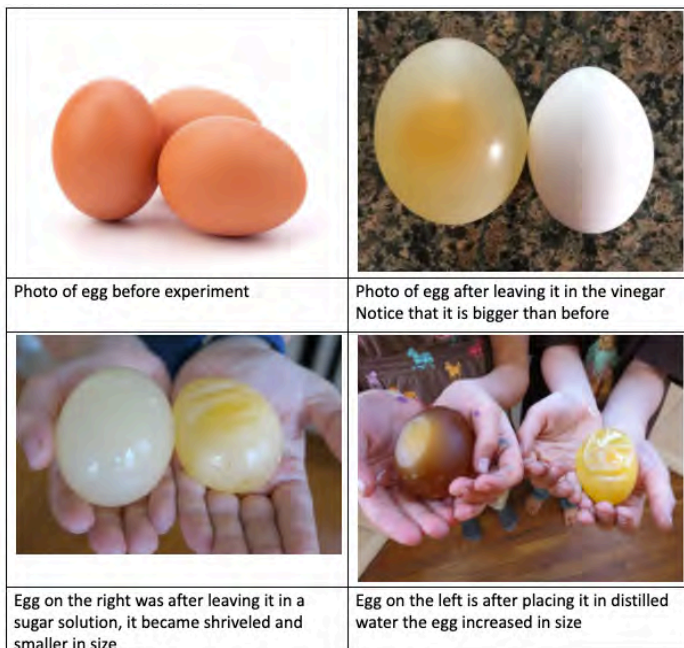 Photo of egg before experiment
Photo of egg after leaving it in the vinegar
Notice that it is bigger than before
Egg on the right was after leaving it in a
sugar solution, it became shriveled and
smaller in size
Egg on the left is after placing it in distilled
water the egg increased in size